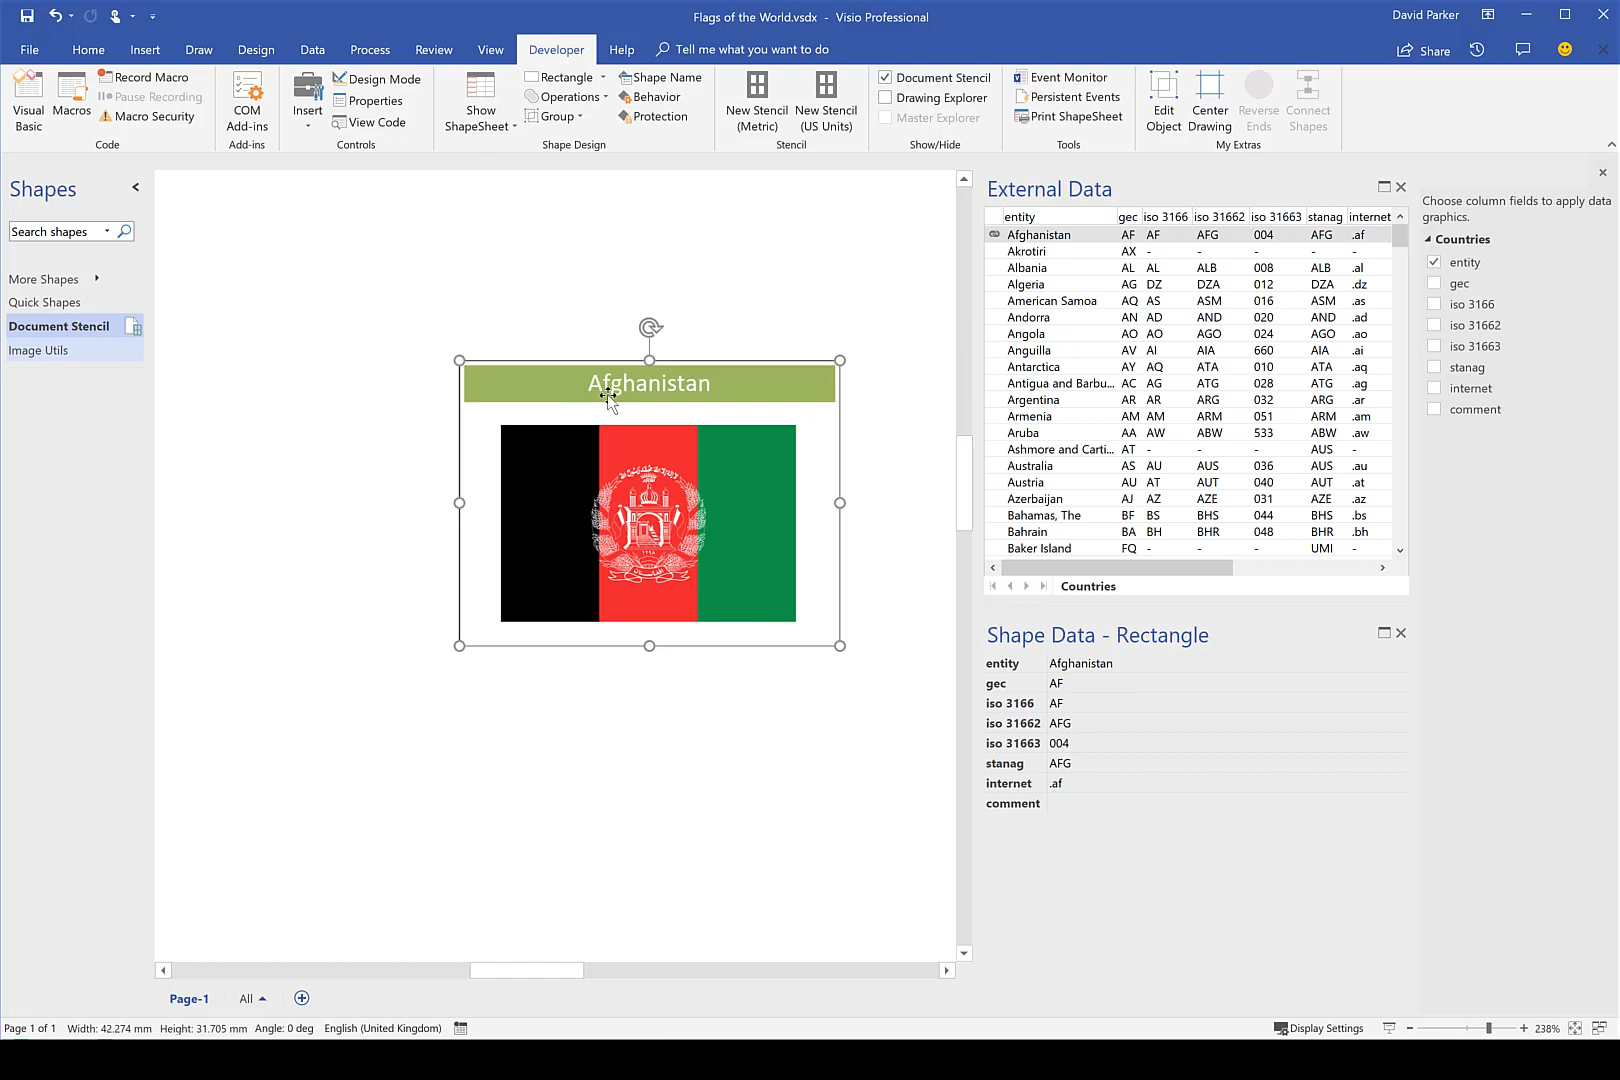 Flags of the World.vsdx - Visio Professional
David Parker
File Home Insert Draw Design Data Process Review View Developer Help Tell me what you want to do
Share
Visual Basic
Macros
Record Macro
Pause Recording
Macro Security
Code
COM Add-ins
Add-ins
Insert
Design Mode
Properties
View Code
Controls
Show ShapeSheet
Rectangle
Operations
Group
Shape Name
Behavior
Protection
Shape Design
New Stencil (Metric)
New Stencil (US Units)
Stencil
Document Stencil
Drawing Explorer
Master Explorer
Show/Hide
Event Monitor
Persistent Events
Print ShapeSheet
Tools
Edit Object
Center Drawing
Reverse Ends
Connect Shapes
My Extras
Shapes
Search shapes
More Shapes
Quick Shapes
Document Stencil
Image Utils
Afghanistan
External Data
entity gec iso 3166 iso 31662 iso 31663 stanag internet
Afghanistan AF AF AFG 004 AFG .af
Akrotiri AX - - - - -
Albania AL AL ALB 008 ALB .al
Algeria AG DZ DZA 012 DZA .dz
American Samoa AQ AS ASM 016 ASM .as
Andorra AN AD AND 020 AND .ad
Angola AO AO AGO 024 AGO .ao
Anguilla AV AI AIA 660 AIA .ai
Antarctica AY AQ ATA 010 ATA .aq
Antigua and Barbu... AC AG ATG 028 ATG .ag
Argentina AR AR ARG 032 ARG .ar
Armenia AM AM ARM 051 ARM .am
Aruba AA AW ABW 533 ABW .aw
Ashmore and Carti... AT - - - AUS -
Australia AS AU AUS 036 AUS .au
Austria AU AT AUT 040 AUT .at
Azerbaijan AJ AZ AZE 031 AZE .az
Bahamas, The BF BS BHS 044 BHS .bs
Bahrain BA BH BHR 048 BHR .bh
Baker Island FQ - - - UMI -
Countries
Shape Data - Rectangle
entity Afghanistan
gec AF
iso 3166 AF
iso 31662 AFG
iso 31663 004
stanag AFG
internet .af
comment
Choose column fields to apply data graphics.
Countries
entity
gec
iso 3166
iso 31662
iso 31663
stanag
internet
comment
Page-1 All
Page 1 of 1 Width: 42.274 mm Height: 31.705 mm Angle: 0 deg English (United Kingdom)
Display Settings
238%